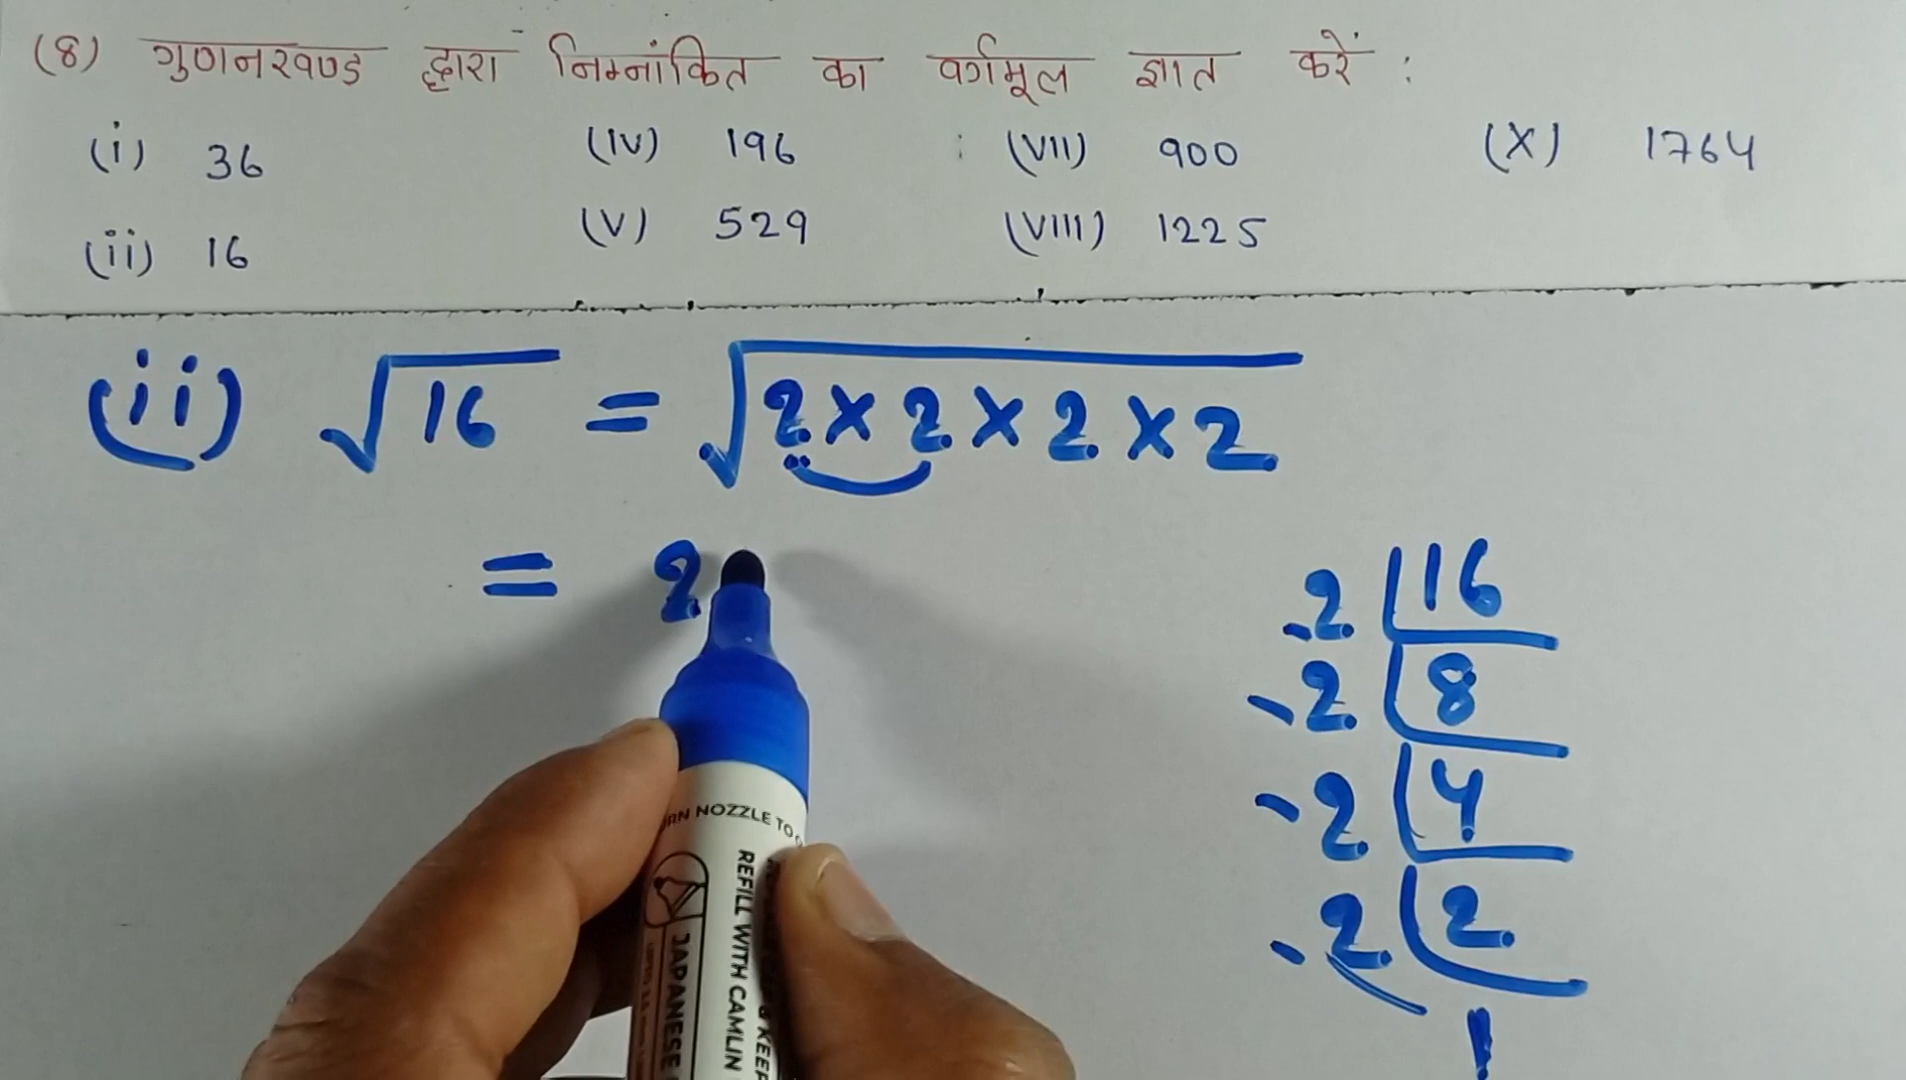 (8) गुणनखण्ड द्वारा निम्नांकित का वर्गमूल ज्ञात करें :
(i) 36 (IV) 196 : (VII) 900 (X) 1764
(ii) 16 (V) 529 (VIII) 1225
(ii) √16 = √2×2×2×2
= 2
2 16
2 8
2 4
2 2
1
NOZZLE TO
REFILL WITH CAMLIN
JAPANESE